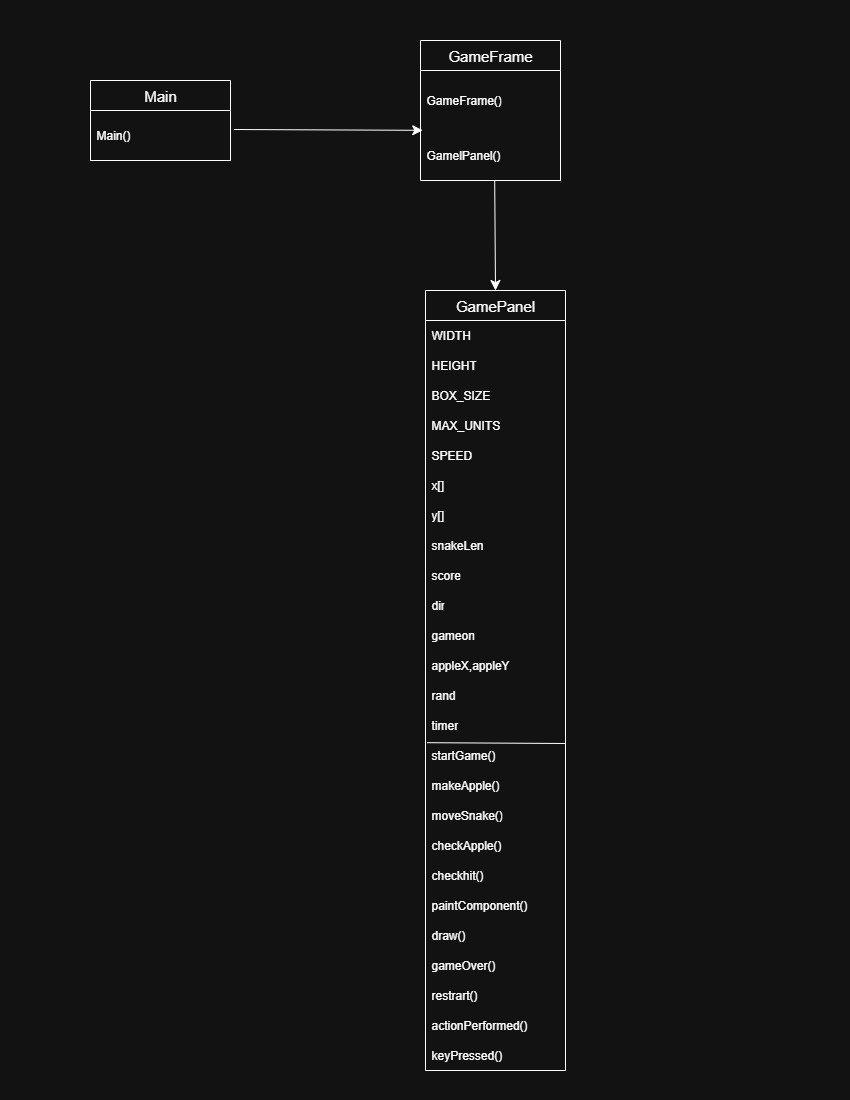 Main
Main()
GameFrame
GameFrame()
GamelPanel()
GamePanel
WIDTH
HEIGHT
BOX_SIZE
MAX_UNITS
SPEED
x[]
y[]
snakeLen
score
dir
gameon
appleX,appleY
rand
timer
startGame()
makeApple()
moveSnake()
checkApple()
checkhit()
paintComponent()
draw()
gameOver()
restrart()
actionPerformed()
keyPressed()